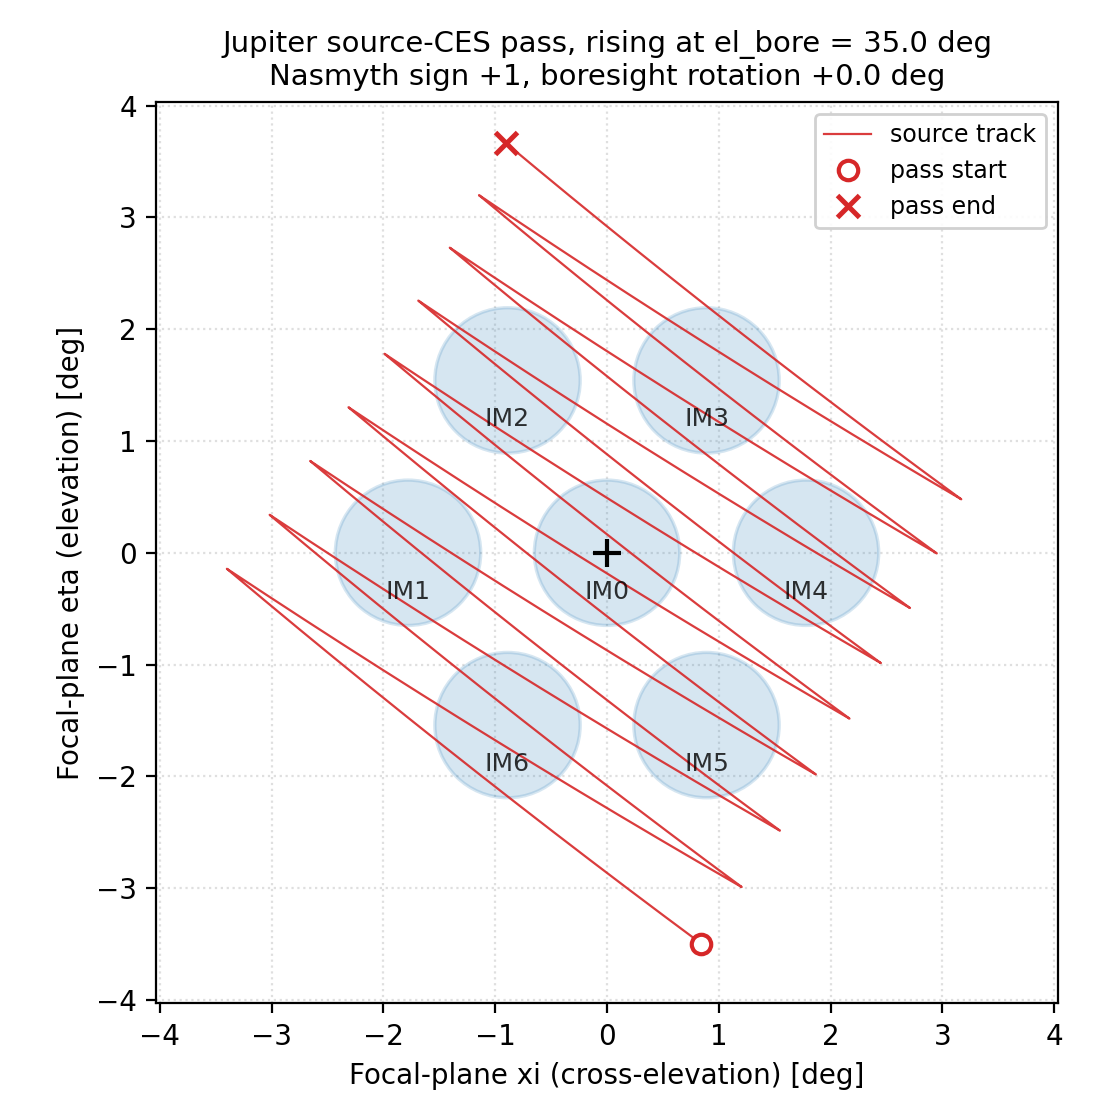 Jupiter source-CES pass, rising at el_bore = 35.0 deg
Nasmyth sign +1, boresight rotation +0.0 deg
source track
pass start
pass end
4
3
2
1
0
−1
−2
−3
−4
Focal-plane eta (elevation) [deg]
IM2
IM3
IM1
IM0
IM4
IM6
IM5
−4
−3
−2
−1
0
1
2
3
4
Focal-plane xi (cross-elevation) [deg]